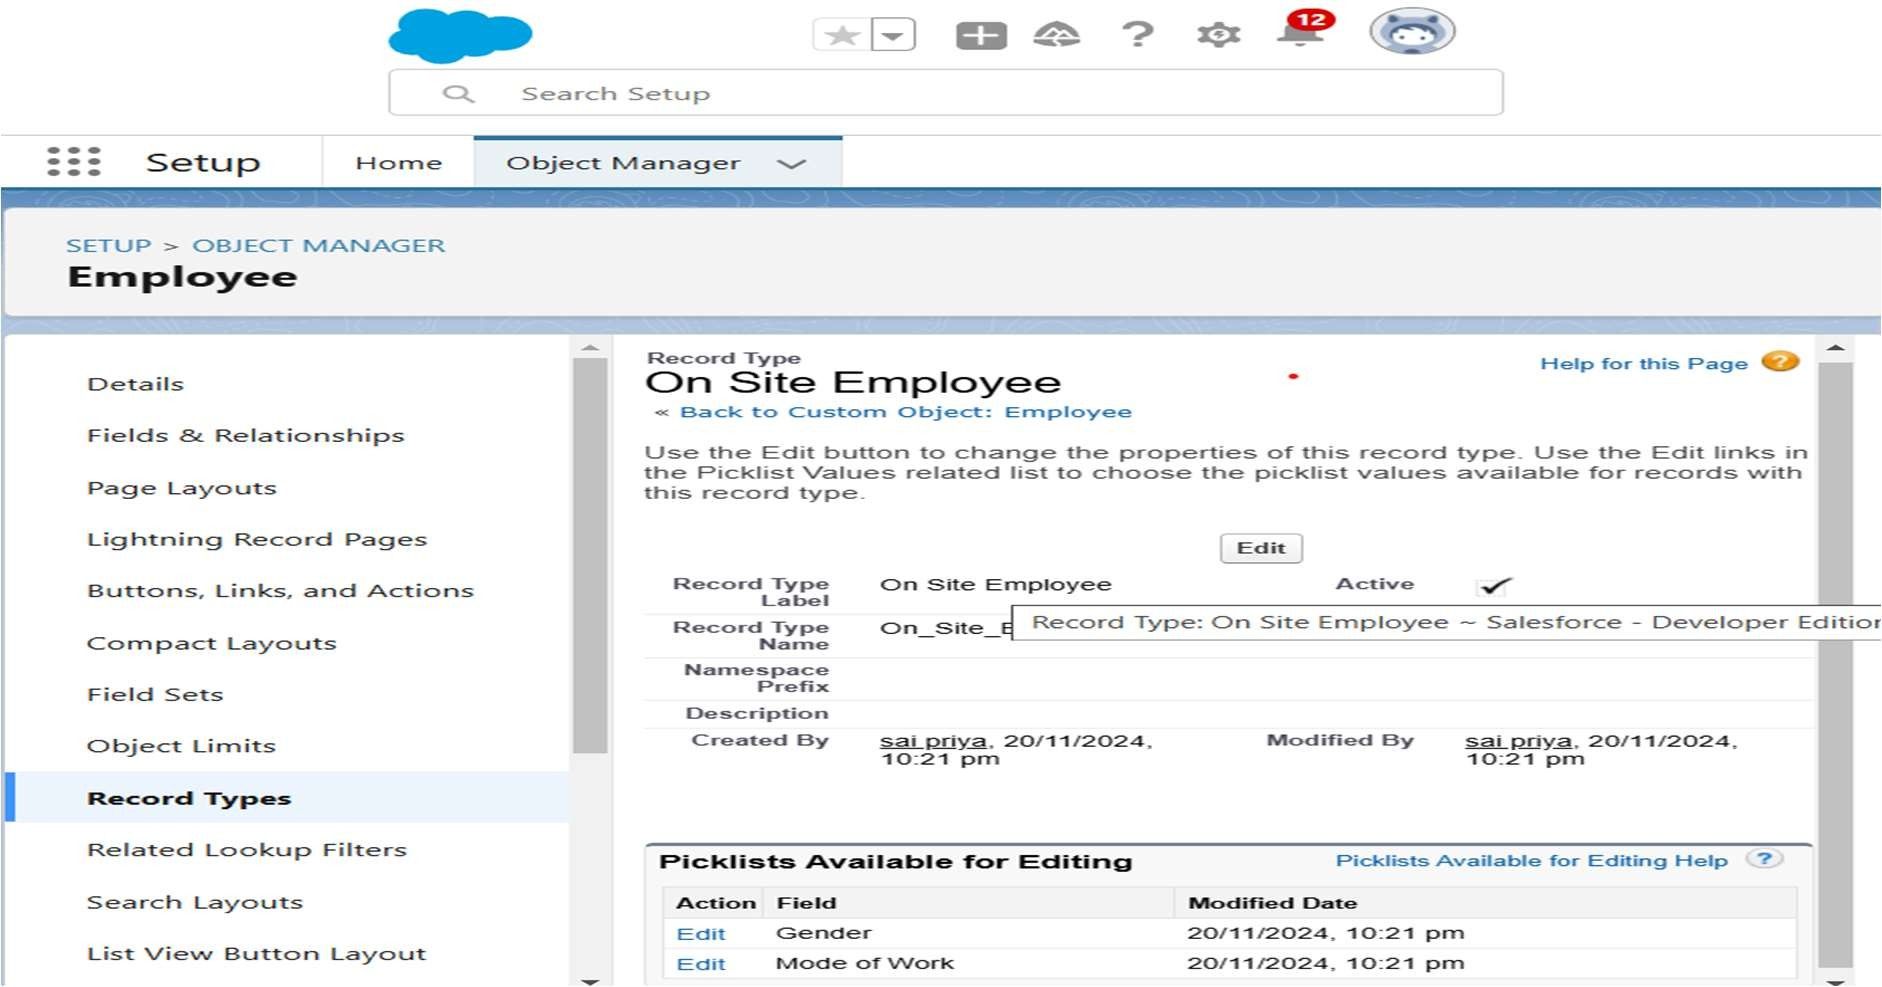 12
Search Setup
Setup
Home
Object Manager
SETUP > OBJECT MANAGER
Employee
Details
Fields & Relationships
Page Layouts
Lightning Record Pages
Buttons, Links, and Actions
Compact Layouts
Field Sets
Object Limits
Record Types
Related Lookup Filters
Search Layouts
List View Button Layout
Record Type
On Site Employee
Help for this Page ?
« Back to Custom Object: Employee
Use the Edit button to change the properties of this record type. Use the Edit links in
the Picklist Values related list to choose the picklist values available for records with
this record type.
Edit
Record Type Label On Site Employee Active
Record Type: On Site Employee ~ Salesforce - Developer Edition
Record Type Name On_Site_
Namespace Prefix
Description
Created By sai priya, 20/11/2024, 10:21 pm Modified By sai priya, 20/11/2024, 10:21 pm
Picklists Available for Editing Picklists Available for Editing Help ?
Action Field Modified Date
Edit Gender 20/11/2024, 10:21 pm
Edit Mode of Work 20/11/2024, 10:21 pm